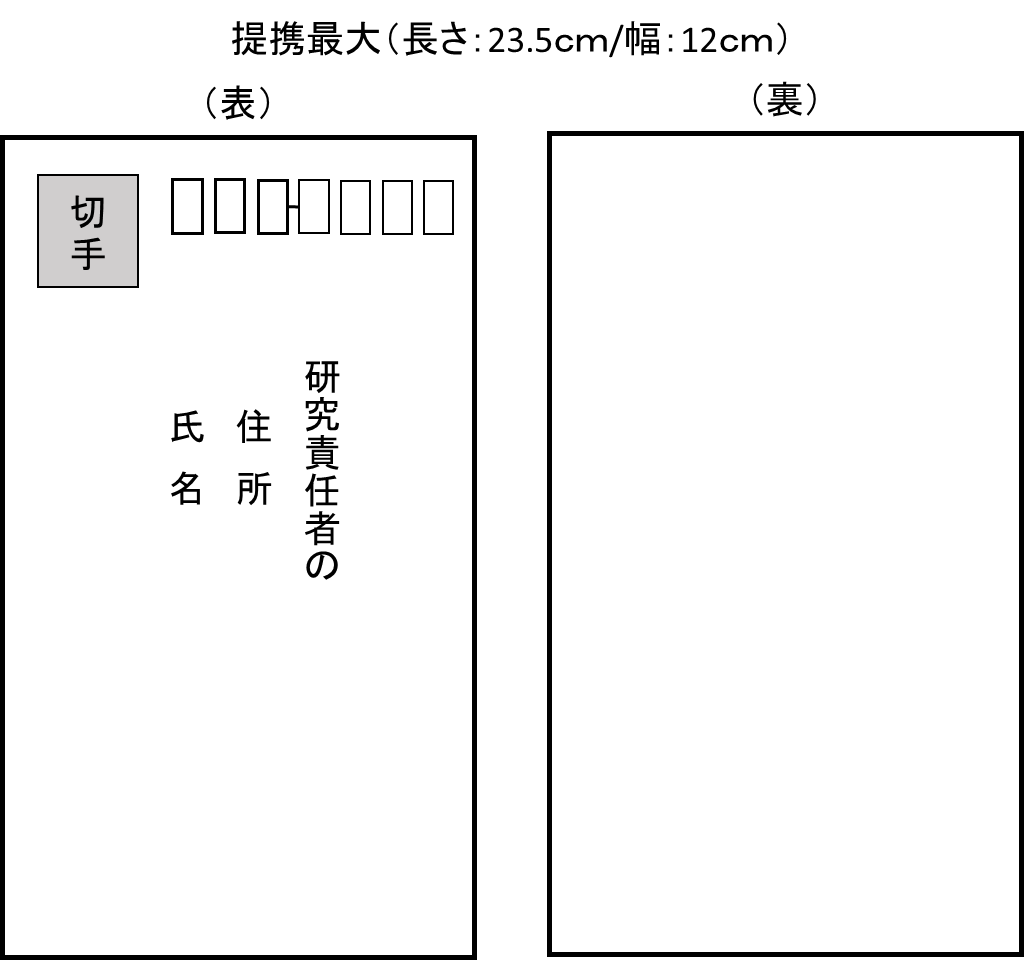 提携最大（長さ：23.5cm/幅：12cm）
（表）
（裏）
切手
研究責任者の
住所
氏名